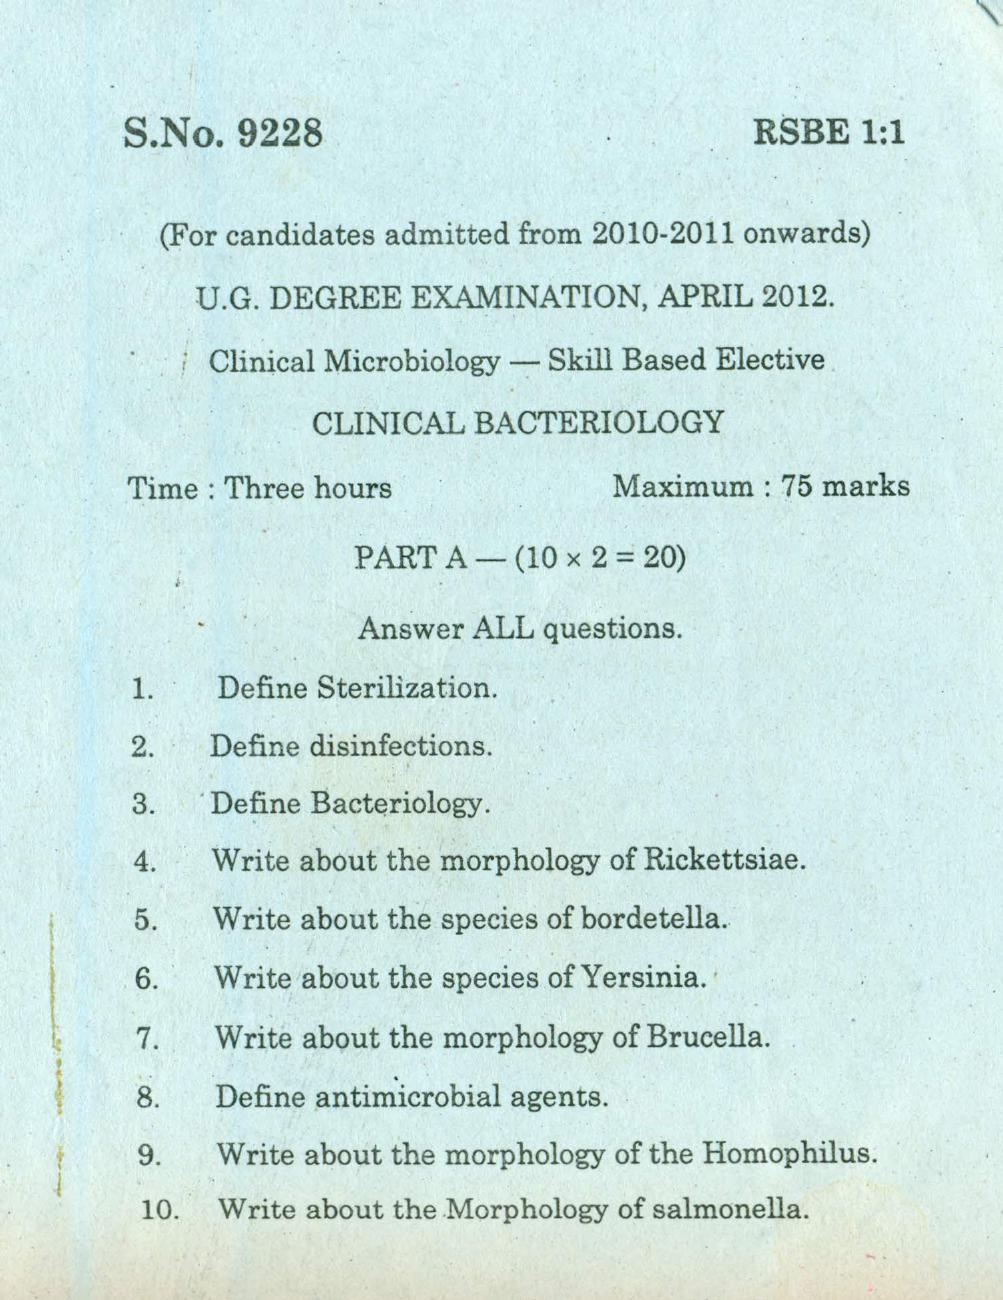 S.No. 9228 RSBE 1:1
(For candidates admitted from 2010-2011 onwards)
U.G. DEGREE EXAMINATION, APRIL 2012.
Clinical Microbiology — Skill Based Elective
CLINICAL BACTERIOLOGY
Time : Three hours Maximum : 75 marks
PART A — (10 × 2 = 20)
Answer ALL questions.
1. Define Sterilization.
2. Define disinfections.
3. Define Bacteriology.
4. Write about the morphology of Rickettsiae.
5. Write about the species of bordetella.
6. Write about the species of Yersinia.
7. Write about the morphology of Brucella.
8. Define antimicrobial agents.
9. Write about the morphology of the Homophilus.
10. Write about the Morphology of salmonella.